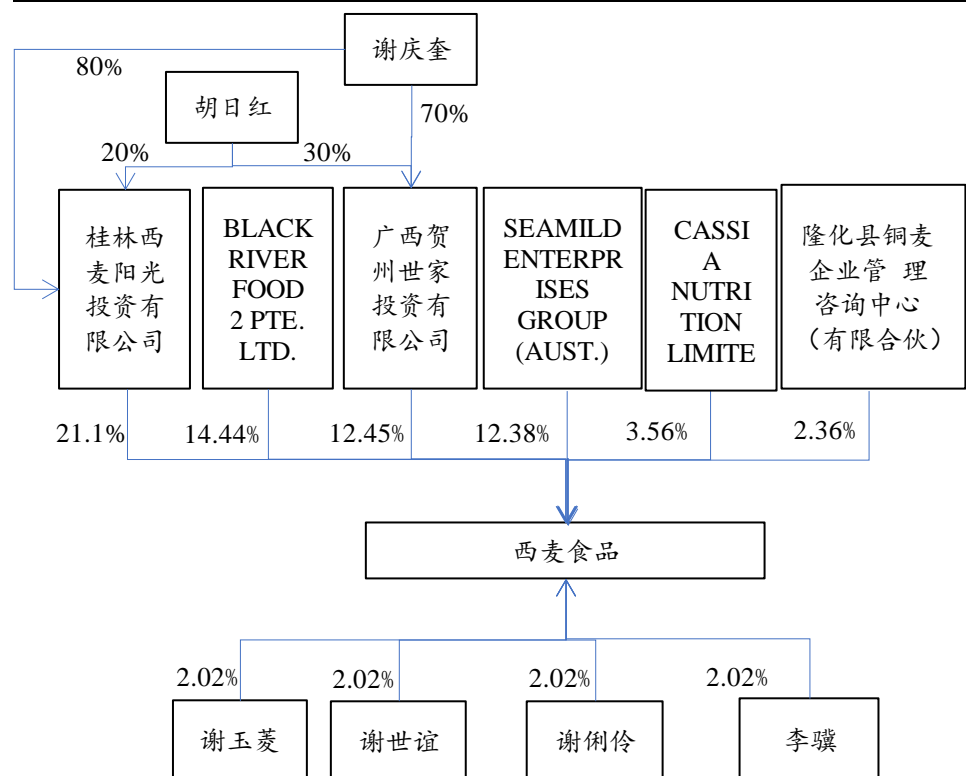 谢庆奎
80%
胡日红
70%
20%
30%
桂林西
麦阳光
投资有
限公司
BLACK
RIVER
FOOD
2 PTE.
LTD.
广西贺
州世家
投资有
限公司
SEAMILD
ENTERPR
ISES
GROUP
(AUST.)
CASSI
A
NUTRI
TION
LIMITE
隆化县铜麦
企业管 理
咨询中心
（有限合伙）
21.1%
14.44%
12.45%
12.38%
3.56%
2.36%
西麦食品
2.02%
2.02%
2.02%
2.02%
谢玉菱
谢世谊
谢俐伶
李骥